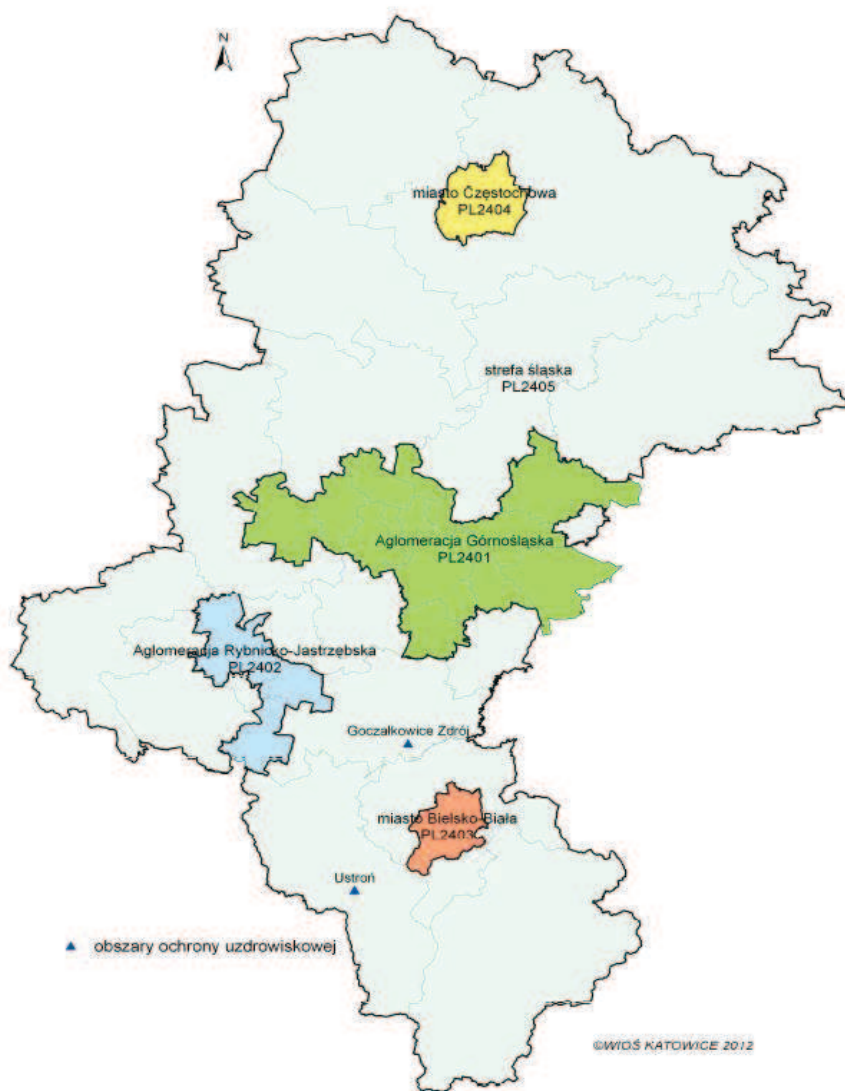 N
miasto Częstochowa
PL2404
strefa śląska
PL2405
Aglomeracja Górnośląska
PL2401
Aglomeracja Rybnicko-Jastrzębska
PL2402
Goczałkowice Zdrój
miasto Bielsko-Biała
PL2403
Ustroń
obszary ochrony uzdrowiskowej
©WIOŚ KATOWICE 2012